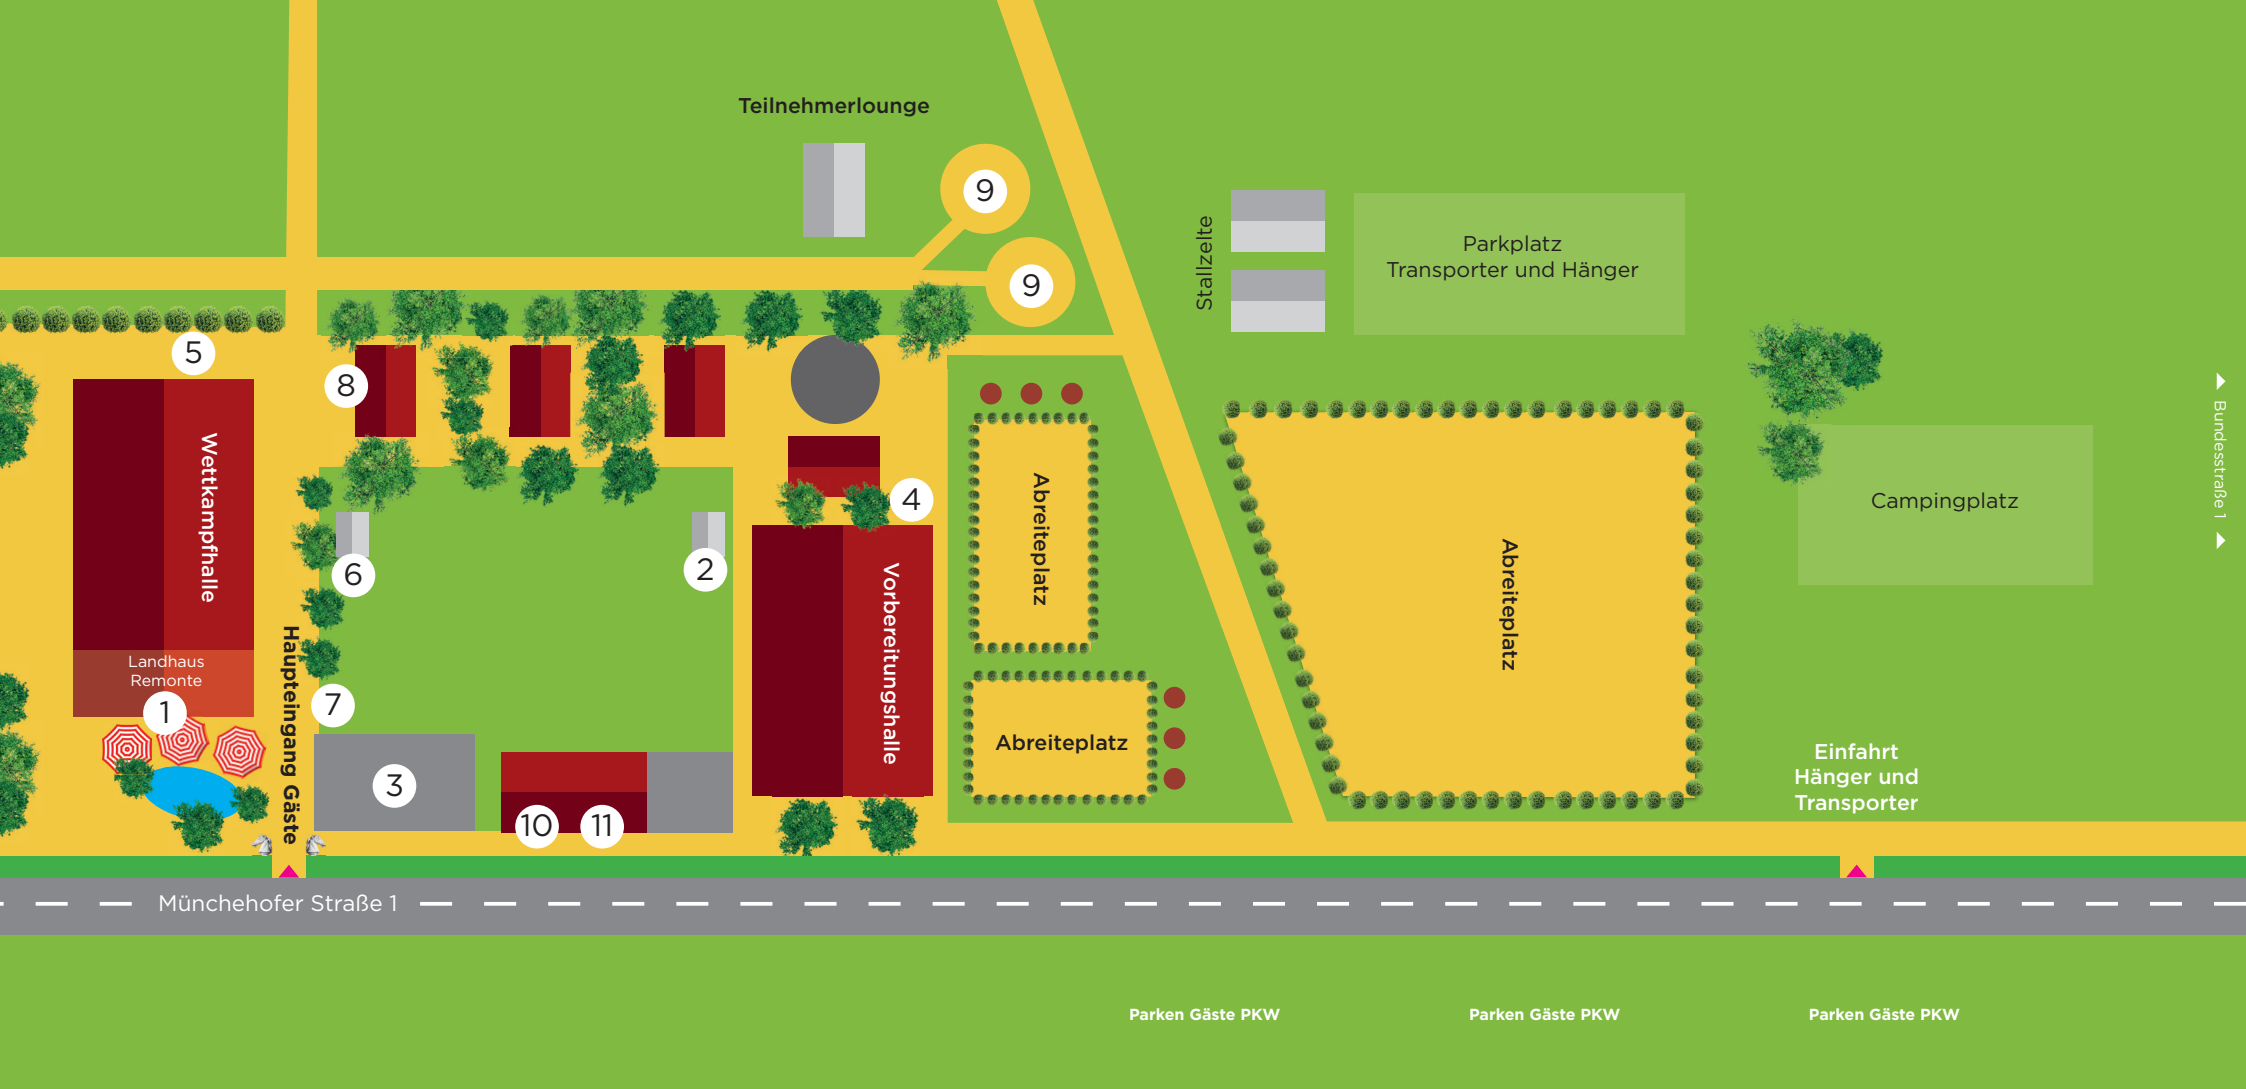 Teilnehmerlounge
9
9
Stallzelte
Parkplatz
Transporter und Hänger
5
8
Wettkampfhalle
4
6
2
Abreiteplatz
Abreiteplatz
Campingplatz
Bundesstraße 1
Vorbereitungshalle
Landhaus
Remonte
1
Haupteingang Gäste
7
3
10
11
Abreiteplatz
Einfahrt
Hänger und
Transporter
Münchehofer Straße 1
Parken Gäste PKW
Parken Gäste PKW
Parken Gäste PKW